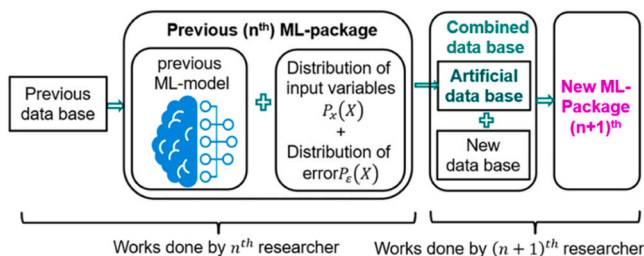 Previous
data base
Previous (nᵗʰ) ML-package
previous
ML-model
Distribution of
input variables
Pₓ(X)
+
Distribution of
errorPε(X)
Combined
data base
Artificial
data base
New
data base
New ML-
Package
(n+1)ᵗʰ
Works done by nᵗʰ researcher
Works done by (n + 1)ᵗʰ researcher